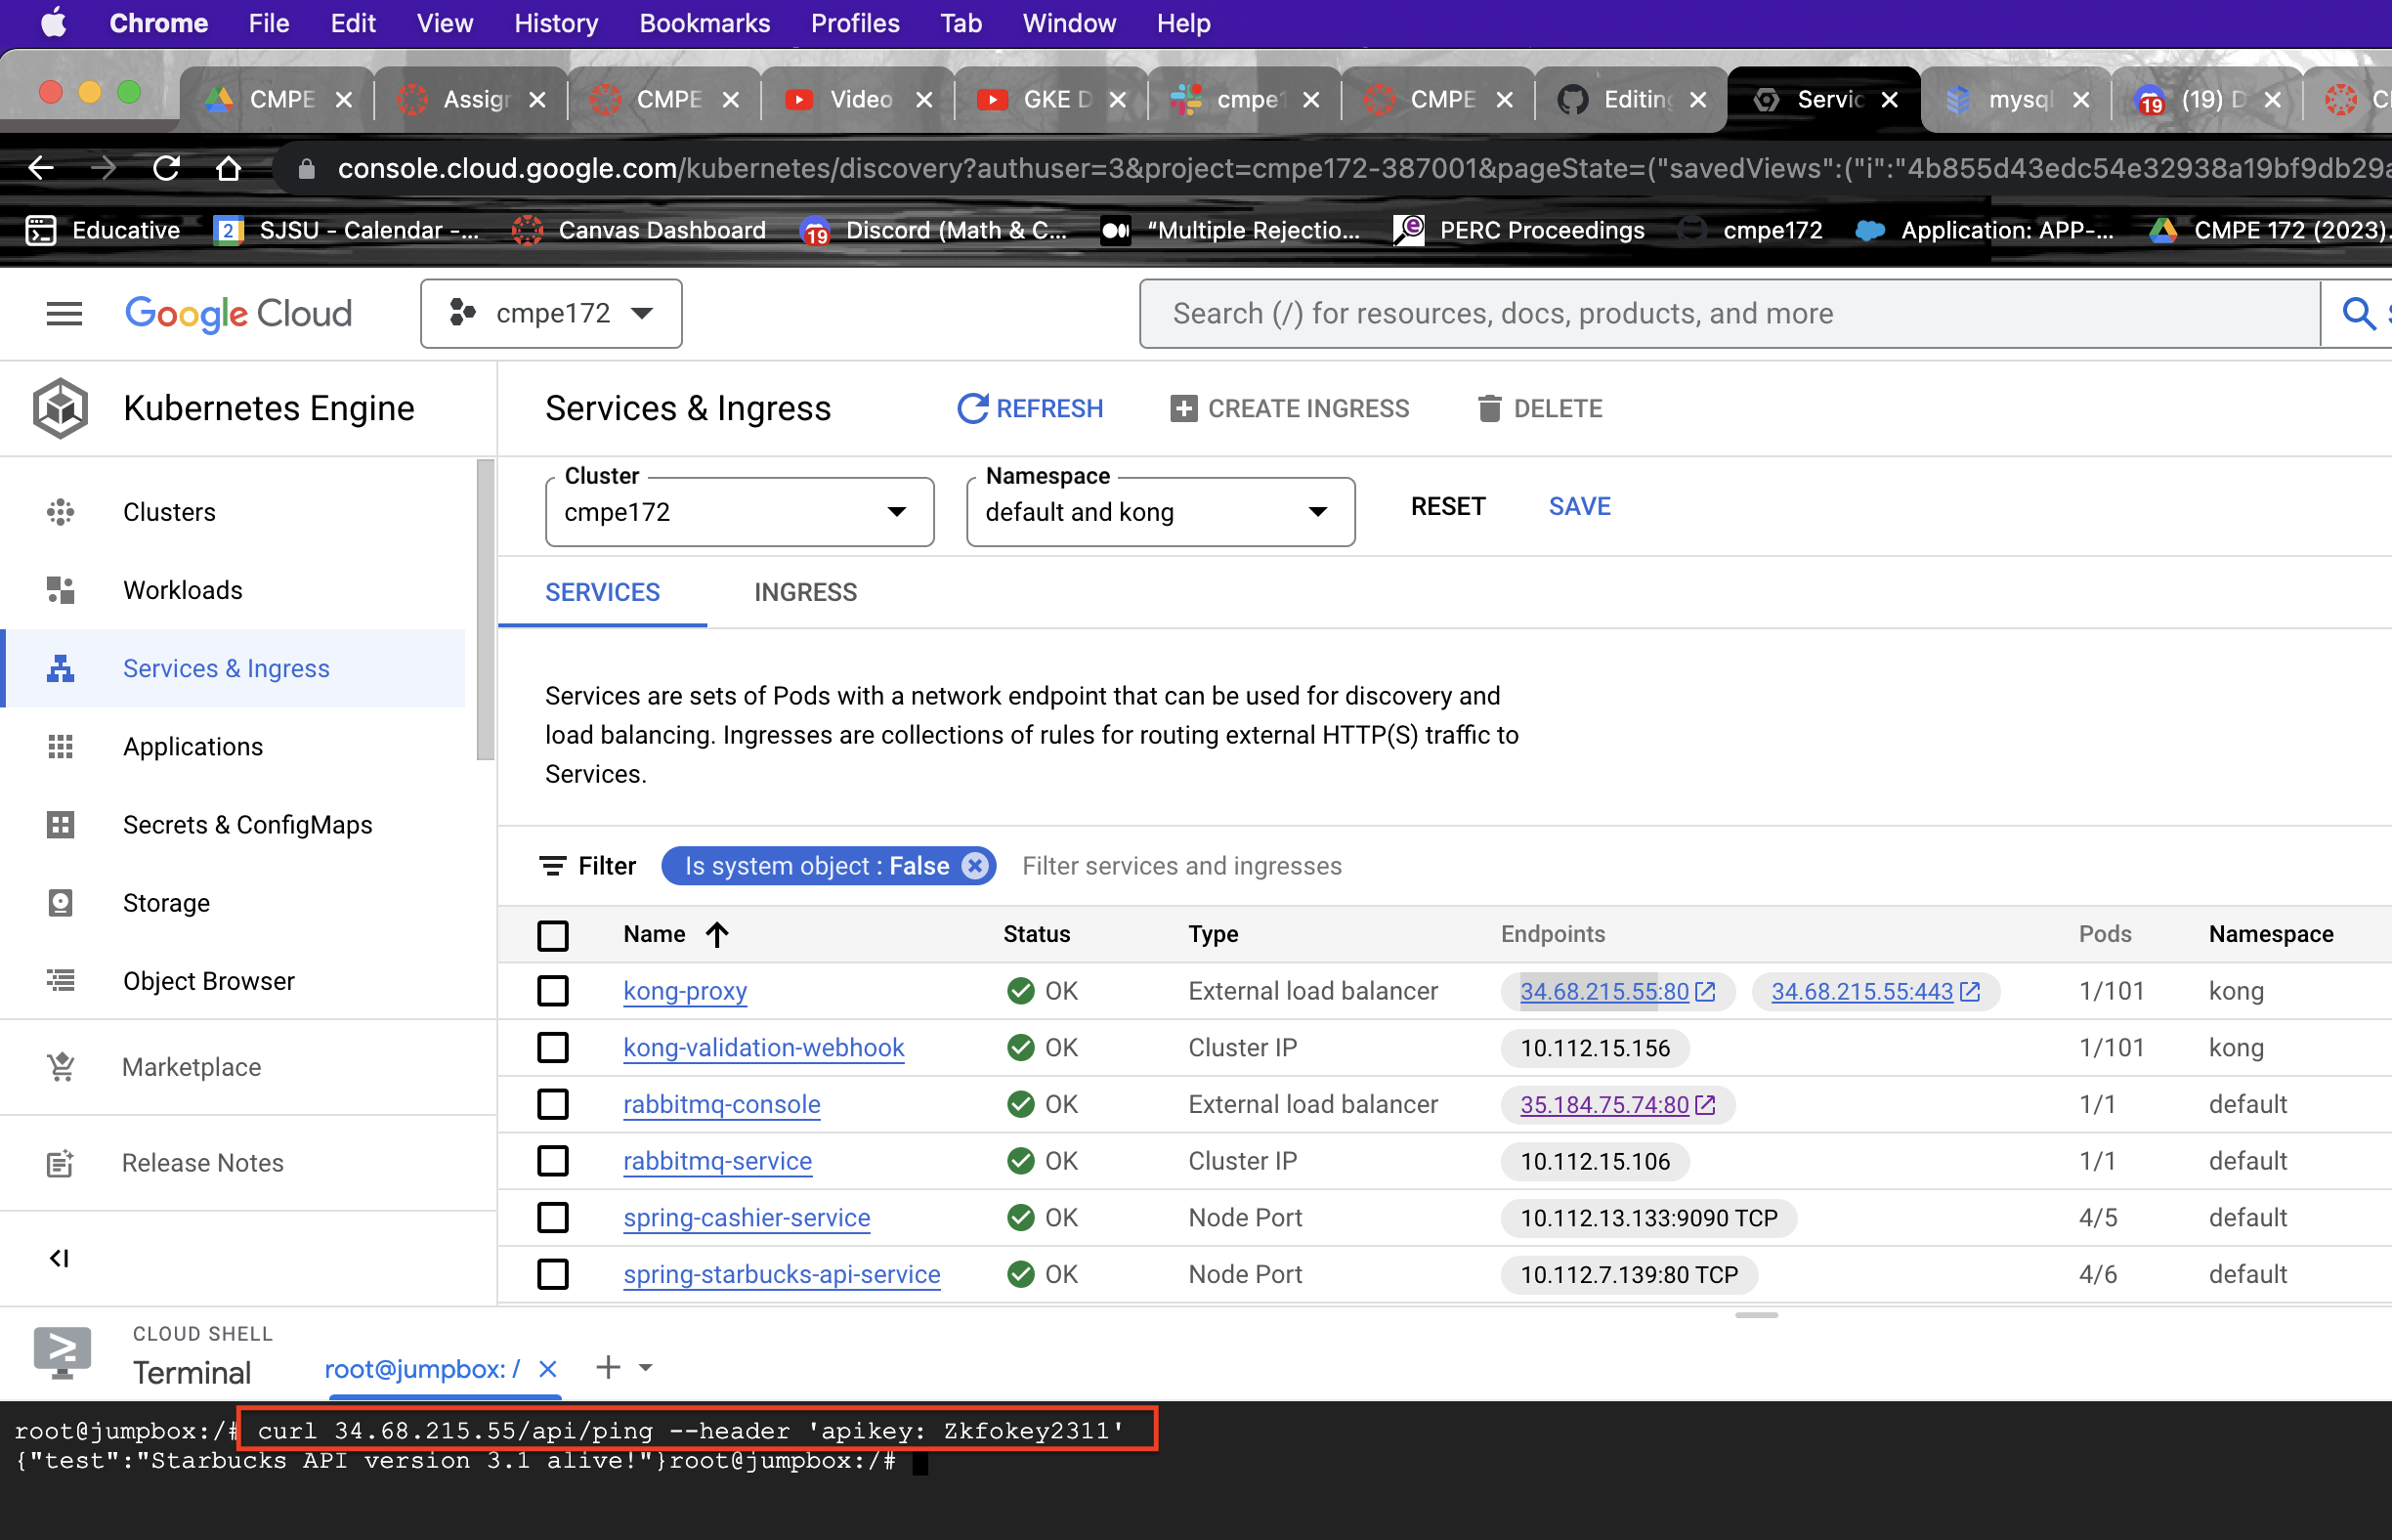 Chrome File Edit View History Bookmarks Profiles Tab Window Help
CMPE Assigr CMPE Video GKE D cmpe1 CMPE Editing Servic mysql 19 (19) D
console.cloud.google.com/kubernetes/discovery?authuser=3&project=cmpe172-387001&pageState=("savedViews":("i":"4b855d43edc54e32938a19bf9db29a
Educative 2 SJSU - Calendar -... Canvas Dashboard 19 Discord (Math & C... "Multiple Rejectio... PERC Proceedings cmpe172 Application: APP-... CMPE 172 (2023).
Google Cloud cmpe172 Search (/) for resources, docs, products, and more
Kubernetes Engine
Services & Ingress REFRESH CREATE INGRESS DELETE
Clusters
Workloads
Services & Ingress
Applications
Secrets & ConfigMaps
Storage
Object Browser
Marketplace
Release Notes
Cluster
cmpe172
Namespace
default and kong
RESET SAVE
SERVICES INGRESS
Services are sets of Pods with a network endpoint that can be used for discovery and
load balancing. Ingresses are collections of rules for routing external HTTP(S) traffic to
Services.
Filter Is system object : False Filter services and ingresses
Name Status Type Endpoints Pods Namespace
kong-proxy OK External load balancer 34.68.215.55:80 34.68.215.55:443 1/101 kong
kong-validation-webhook OK Cluster IP 10.112.15.156 1/101 kong
rabbitmq-console OK External load balancer 35.184.75.74:80 1/1 default
rabbitmq-service OK Cluster IP 10.112.15.106 1/1 default
spring-cashier-service OK Node Port 10.112.13.133:9090 TCP 4/5 default
spring-starbucks-api-service OK Node Port 10.112.7.139:80 TCP 4/6 default
CLOUD SHELL
Terminal root@jumpbox: /
root@jumpbox:/# curl 34.68.215.55/api/ping --header 'apikey: Zkfokey2311'
{"test":"Starbucks API version 3.1 alive!"}root@jumpbox:/#